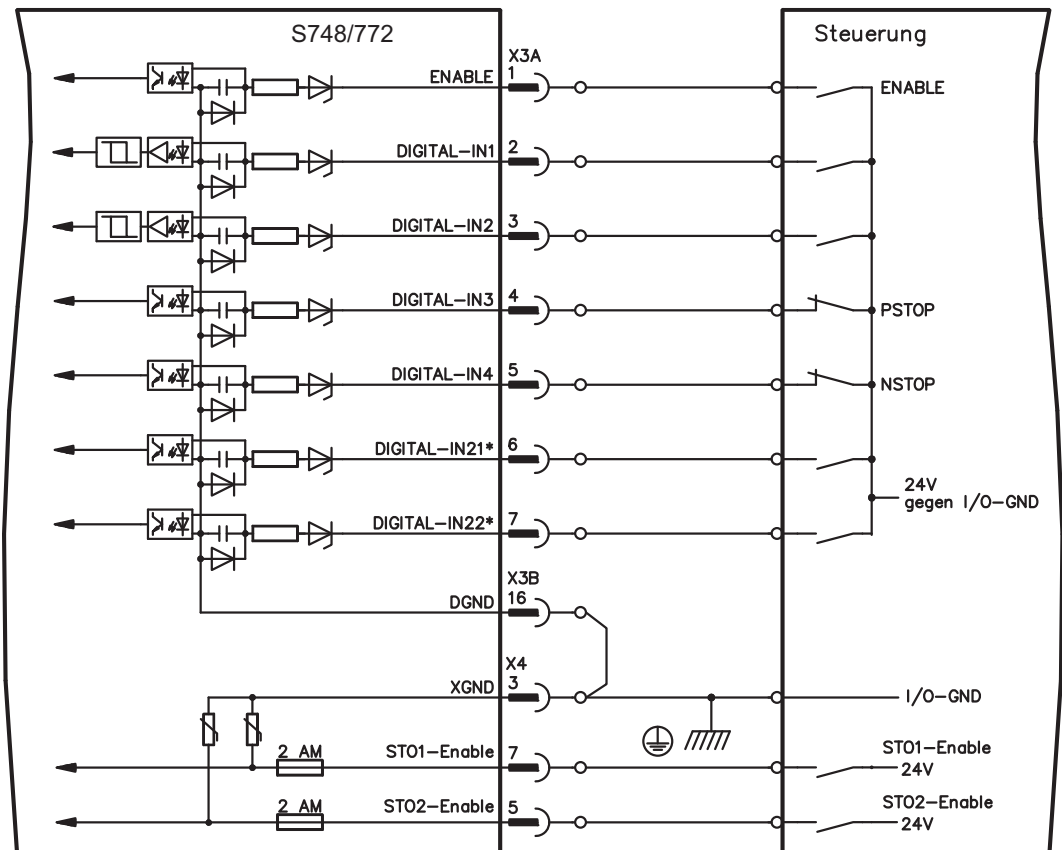 S748/772
Steuerung
X3A
ENABLE 1
ENABLE
DIGITAL-IN1 2
DIGITAL-IN2 3
DIGITAL-IN3 4
PSTOP
DIGITAL-IN4 5
NSTOP
DIGITAL-IN21* 6
24V
gegen I/O-GND
DIGITAL-IN22* 7
X3B
DGND 16
X4
XGND 3
I/O-GND
2 AM STO1-Enable 7
STO1-Enable
24V
2 AM STO2-Enable 5
STO2-Enable
24V